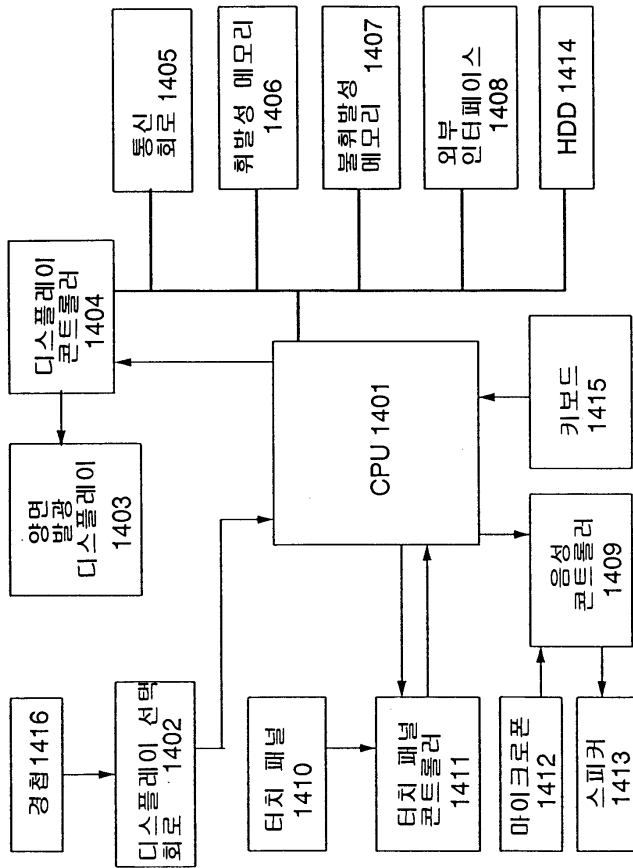 경첩1416
디스플레이 선택
회로 1402
양면
발광
디스플레이
1403
디스플레이
콘트롤러
1404
통신
회로 1405
휘발성 메모리
1406
불휘발성
메모리 1407
외부
인터페이스
1408
HDD 1414
CPU 1401
터치 패널
1410
터치 패널
콘트롤러
1411
마이크로폰
1412
스피커
1413
음성
콘트롤러
1409
키보드
1415